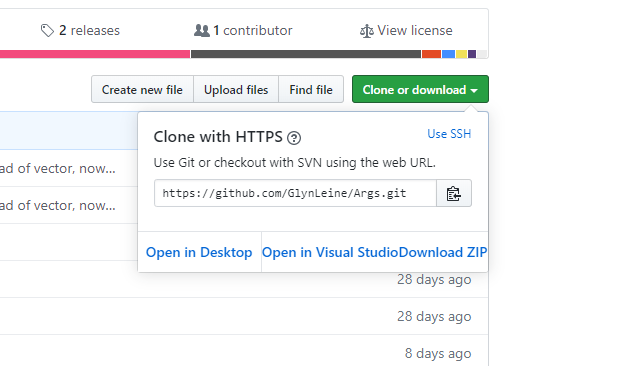 2 releases 1 contributor View license
Create new file Upload files Find file Clone or download
Clone with HTTPS Use SSH
ad of vector, now...
Use Git or checkout with SVN using the web URL.
https://github.com/GlynLeine/Args.git
ad of vector, now...
Open in Desktop Open in Visual Studio Download ZIP
28 days ago
28 days ago
8 days ago